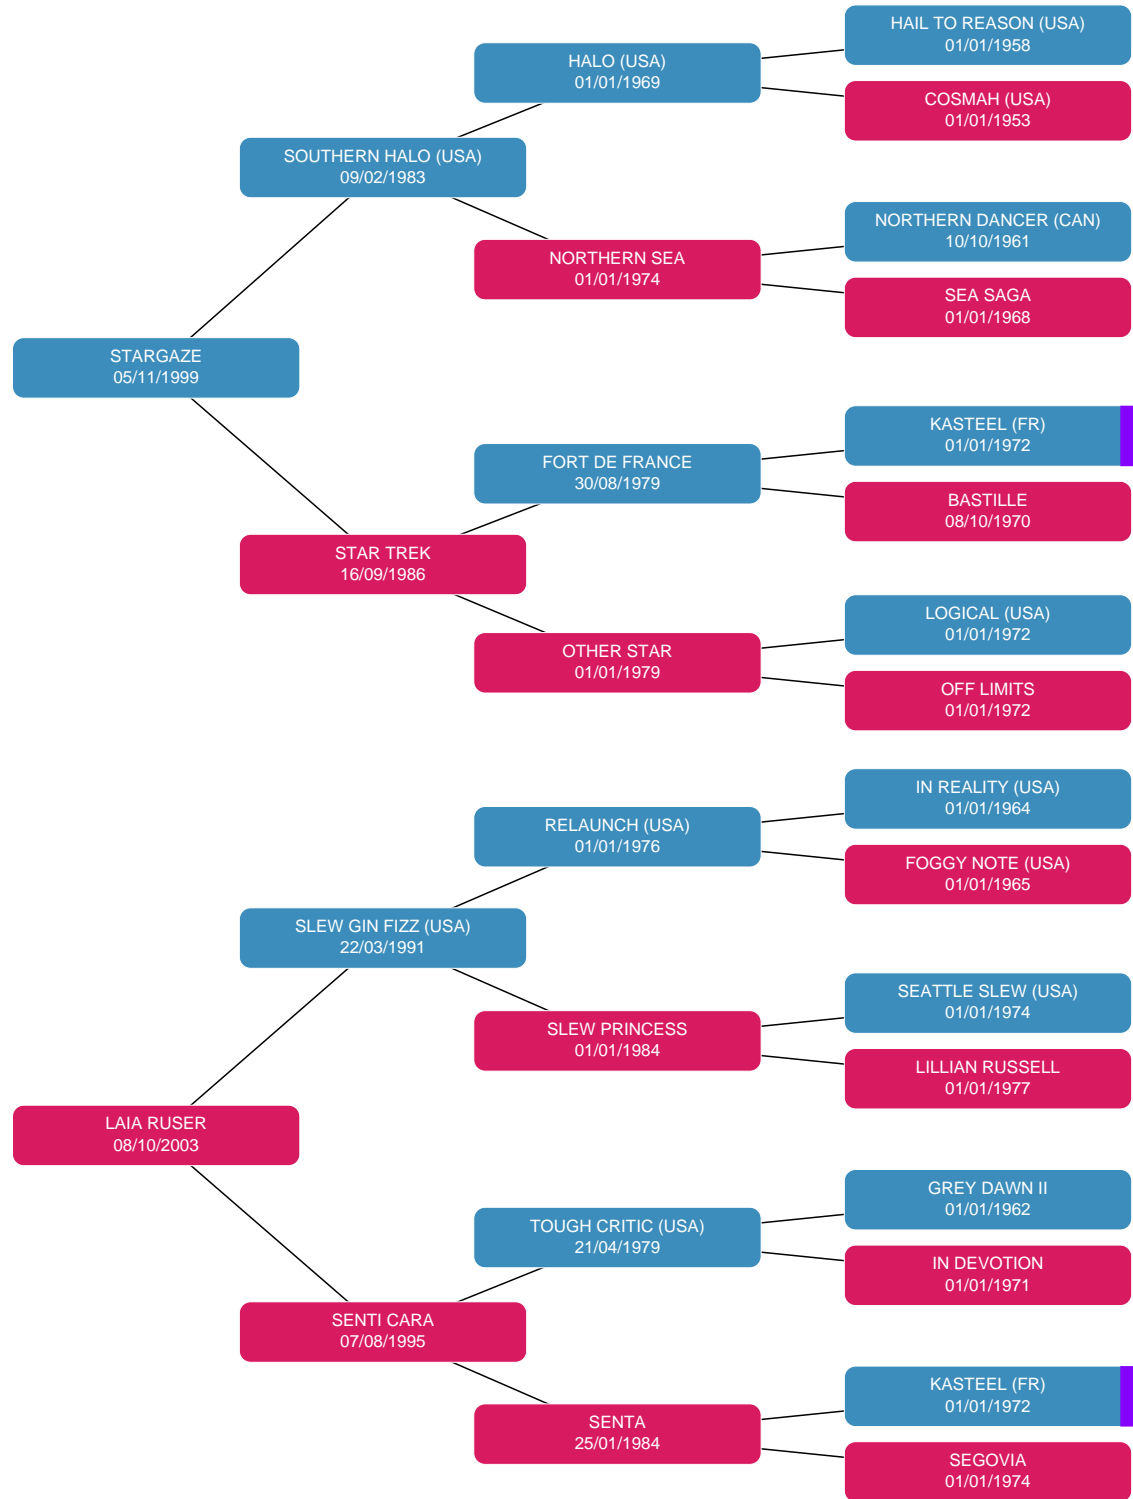 HAIL TO REASON (USA)
01/01/1958
HALO (USA)
01/01/1969
COSMAH (USA)
01/01/1953
SOUTHERN HALO (USA)
09/02/1983
NORTHERN DANCER (CAN)
10/10/1961
NORTHERN SEA
01/01/1974
SEA SAGA
01/01/1968
STARGAZE
05/11/1999
KASTEEL (FR)
01/01/1972
FORT DE FRANCE
30/08/1979
BASTILLE
08/10/1970
STAR TREK
16/09/1986
LOGICAL (USA)
01/01/1972
OTHER STAR
01/01/1979
OFF LIMITS
01/01/1972
IN REALITY (USA)
01/01/1964
RELAUNCH (USA)
01/01/1976
FOGGY NOTE (USA)
01/01/1965
SLEW GIN FIZZ (USA)
22/03/1991
SEATTLE SLEW (USA)
01/01/1974
SLEW PRINCESS
01/01/1984
LILLIAN RUSSELL
01/01/1977
LAIA RUSER
08/10/2003
GREY DAWN II
01/01/1962
TOUGH CRITIC (USA)
21/04/1979
IN DEVOTION
01/01/1971
SENTI CARA
07/08/1995
KASTEEL (FR)
01/01/1972
SENTA
25/01/1984
SEGOVIA
01/01/1974